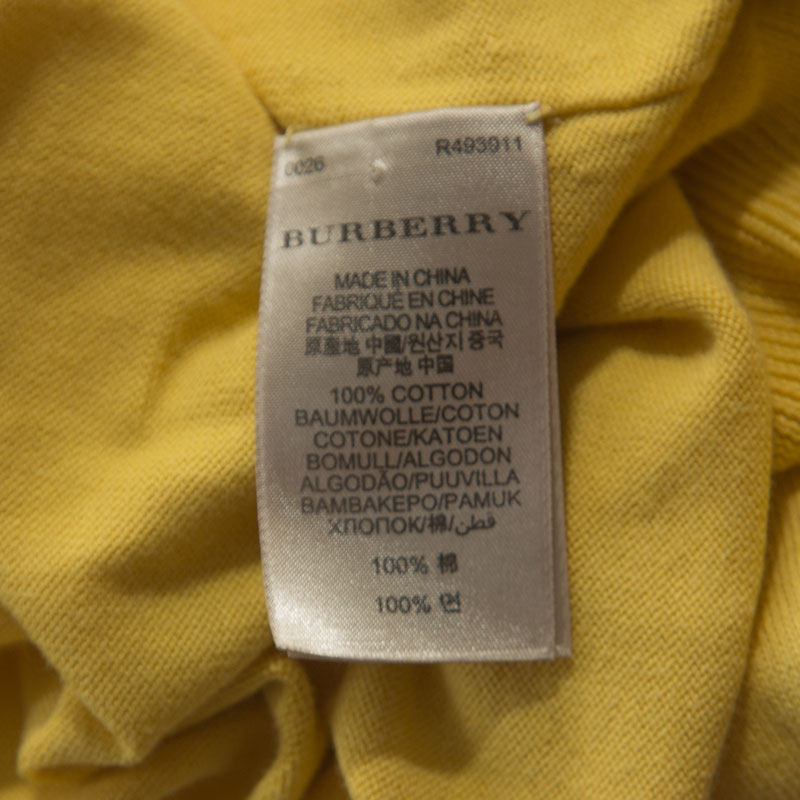 0026 R493911
BURBERRY
MADE IN CHINA
FABRIQUÉ EN CHINE
FABRICADO NA CHINA
原產地 中國/원산지 중국
原产地 中国
100% COTTON
BAUMWOLLE/COTON
COTONE/KATOEN
BOMULL/ALGODON
ALGODÃO/PUUVILLA
BAMBAKEPO/PAMUK
ХЛОПОК/棉/قطن
100% 棉
100% 면